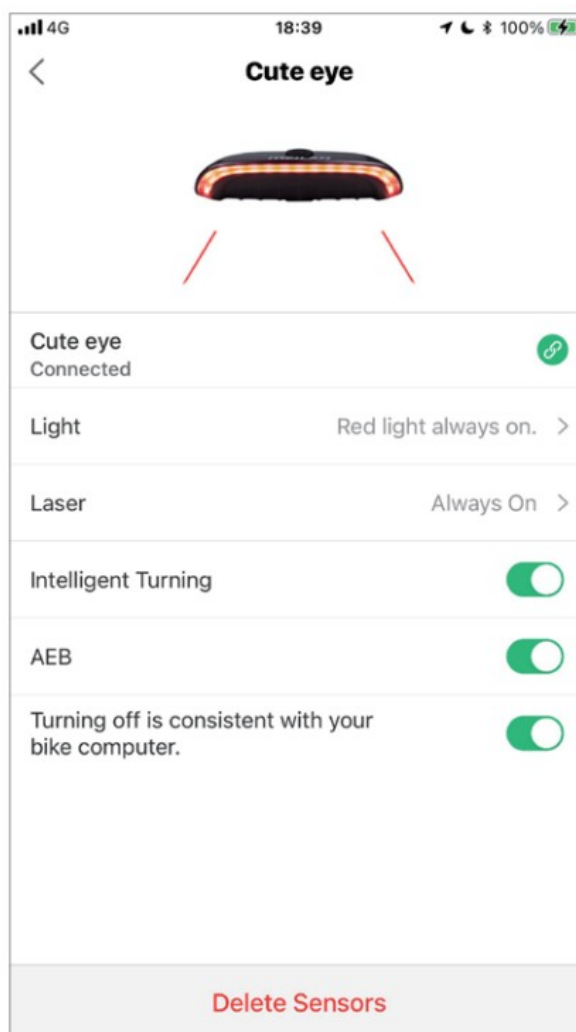 4G 18:39 100%
Cute eye
Cute eye
Connected
Light Red light always on.
Laser Always On
Intelligent Turning
AEB
Turning off is consistent with your
bike computer.
Delete Sensors